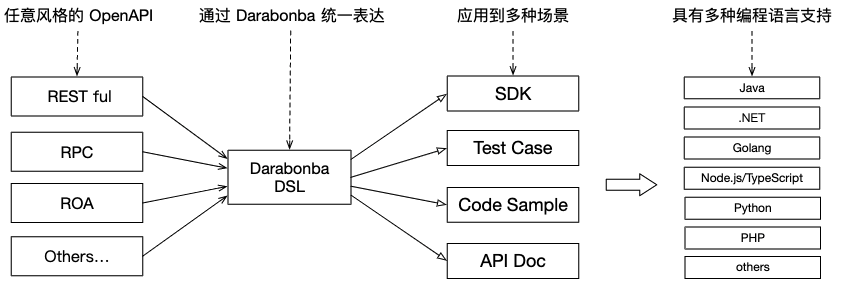 任意风格的 OpenAPI
通过 Darabonba 统一表达
应用到多种场景
具有多种编程语言支持
REST ful
RPC
ROA
Others...
Darabonba
DSL
SDK
Test Case
Code Sample
API Doc
Java
.NET
Golang
Node.js/TypeScript
Python
PHP
others